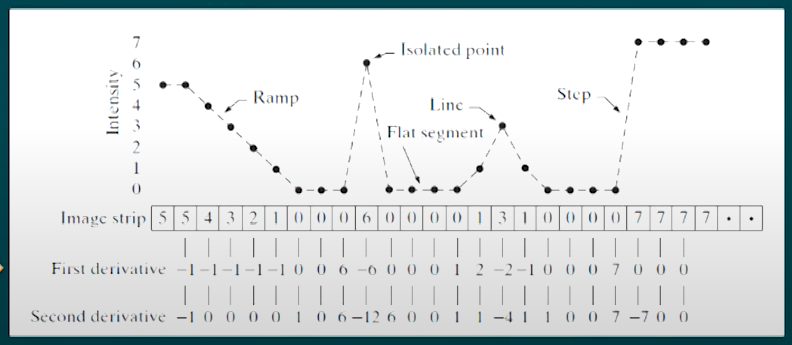 7
6
Isolated point
5
Ramp
Line
Step
4
3
Flat segment
2
1
0
Intensity
Image strip 5 5 4 3 2 1 0 0 0 6 0 0 0 0 1 3 1 0 0 0 0 7 7 7 7 · ·
First derivative −1 −1 −1 −1 −1 0 0 6 −6 0 0 0 1 2 −2 −1 0 0 0 7 0 0 0
Second derivative −1 0 0 0 0 1 0 6 −12 6 0 0 1 1 −4 1 1 0 0 7 −7 0 0